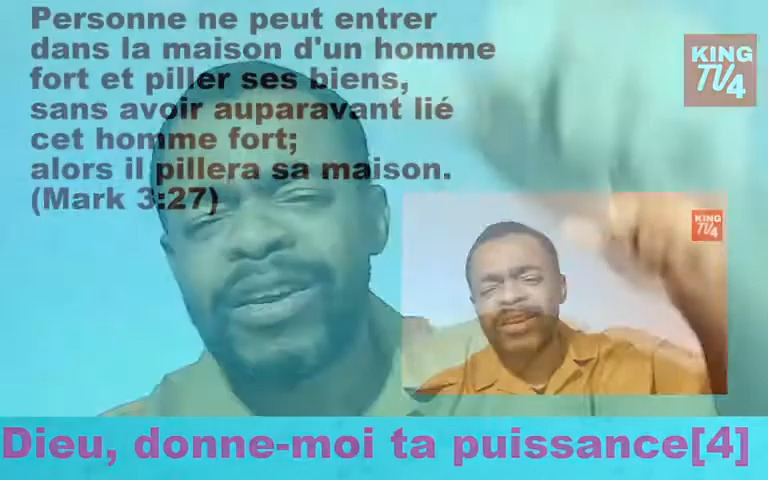 Personne ne peut entrer
dans la maison d'un homme
fort et piller ses biens,
sans avoir auparavant lié
cet homme fort;
alors il pillera sa maison.
(Mark 3:27)
KING
TV4
KING
TV4
Dieu, donne-moi ta puissance[4]